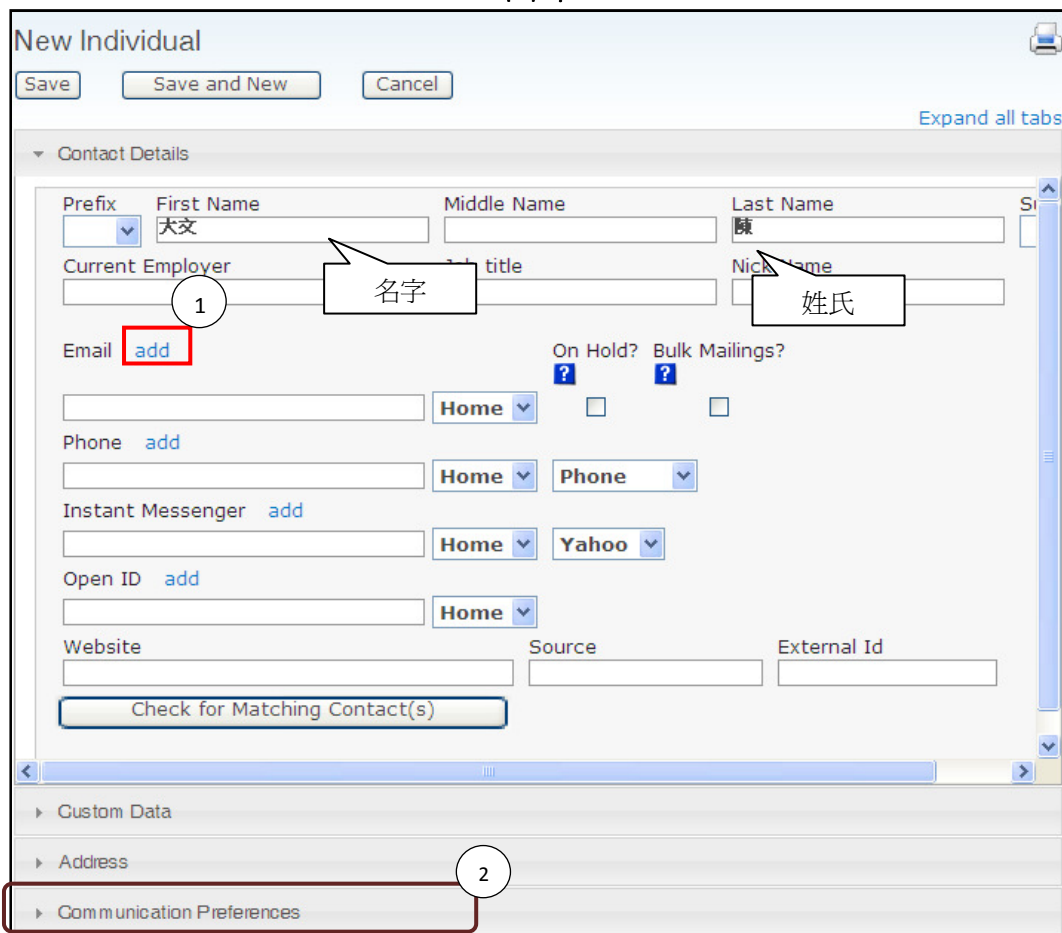 New Individual
Save Save and New Cancel
Expand all tabs
Contact Details
Prefix First Name Middle Name Last Name
大文 陳
Current Employer title Nick Name
名字
姓氏
1
Email add On Hold? Bulk Mailings?
? ?
Home
Phone add
Home Phone
Instant Messenger add
Home Yahoo
Open ID add
Home
Website Source External Id
Check for Matching Contact(s)
Custom Data
Address
2
Communication Preferences